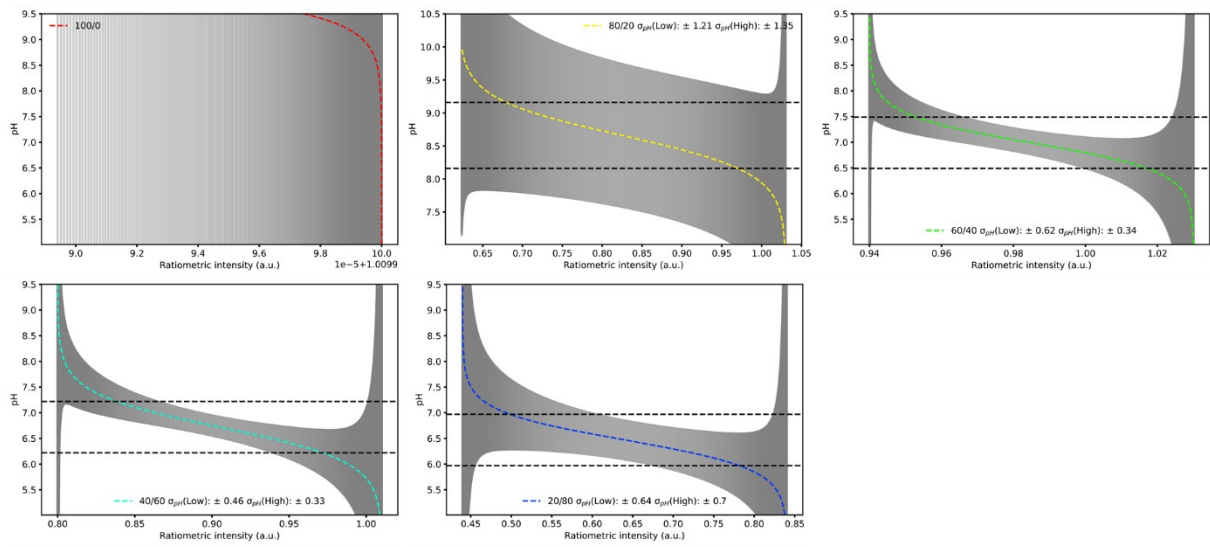 9.5
9.0
8.5
8.0
7.5
7.0
6.5
6.0
5.5
pH
100/0
9.0 9.2 9.4 9.6 9.8 10.0
Ratiometric intensity (a.u.)
1e−5+1.0099
10.5
10.0
9.5
9.0
8.5
8.0
7.5
pH
80/20 σpH(Low): ± 1.21 σpH(High): ± 1.35
0.65 0.70 0.75 0.80 0.85 0.90 0.95 1.00 1.05
Ratiometric intensity (a.u.)
9.5
9.0
8.5
8.0
7.5
7.0
6.5
6.0
5.5
pH
60/40 σpH(Low): ± 0.62 σpH(High): ± 0.34
0.94 0.96 0.98 1.00 1.02
Ratiometric intensity (a.u.)
9.5
9.0
8.5
8.0
7.5
7.0
6.5
6.0
5.5
pH
40/60 σpH(Low): ± 0.46 σpH(High): ± 0.33
0.80 0.85 0.90 0.95 1.00
Ratiometric intensity (a.u.)
9.5
9.0
8.5
8.0
7.5
7.0
6.5
6.0
5.5
pH
20/80 σpH(Low): ± 0.64 σpH(High): ± 0.7
0.45 0.50 0.55 0.60 0.65 0.70 0.75 0.80 0.85
Ratiometric intensity (a.u.)